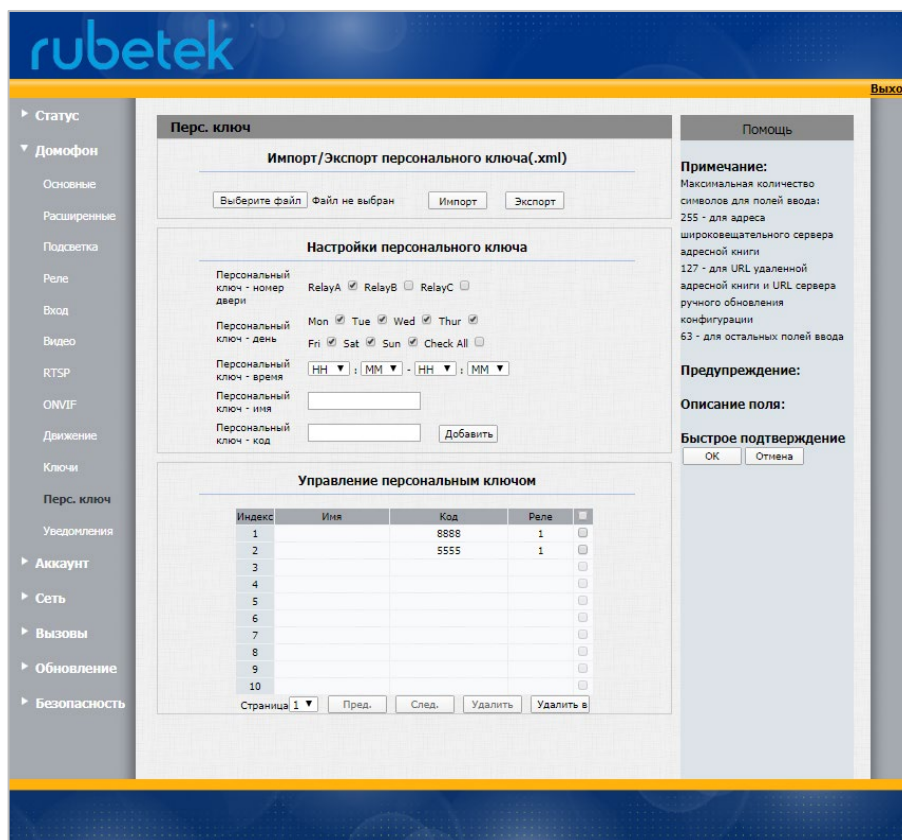 rubetek
Выхо
Статус
Домофон
Основные
Расширенные
Подсветка
Реле
Вход
Видео
RTSP
ONVIF
Движение
Ключи
Перс. ключ
Уведомления
Аккаунт
Сеть
Вызовы
Обновление
Безопасность
Перс. ключ
Импорт/Экспорт персонального ключа(.xml)
Выберите файл Файл не выбран Импорт Экспорт
Настройки персонального ключа
Персональный
ключ - номер
двери
RelayA RelayB RelayC
Персональный
ключ - день
Mon Tue Wed Thur
Fri Sat Sun Check All
Персональный
ключ - время
HH : MM - HH : MM
Персональный
ключ - имя
Персональный
ключ - код
Добавить
Управление персональным ключом
Индекс Имя Код Реле
1 8888 1
2 5555 1
3
4
5
6
7
8
9
10
Страница 1 Пред. След. Удалить Удалить в
Помощь
Примечание:
Максимальная количество
символов для полей ввода:
255 - для адреса
широковещательного сервера
адресной книги
127 - для URL удаленной
адресной книги и URL сервера
ручного обновления
конфигурации
63 - для остальных полей ввода
Предупреждение:
Описание поля:
Быстрое подтверждение
OK Отмена